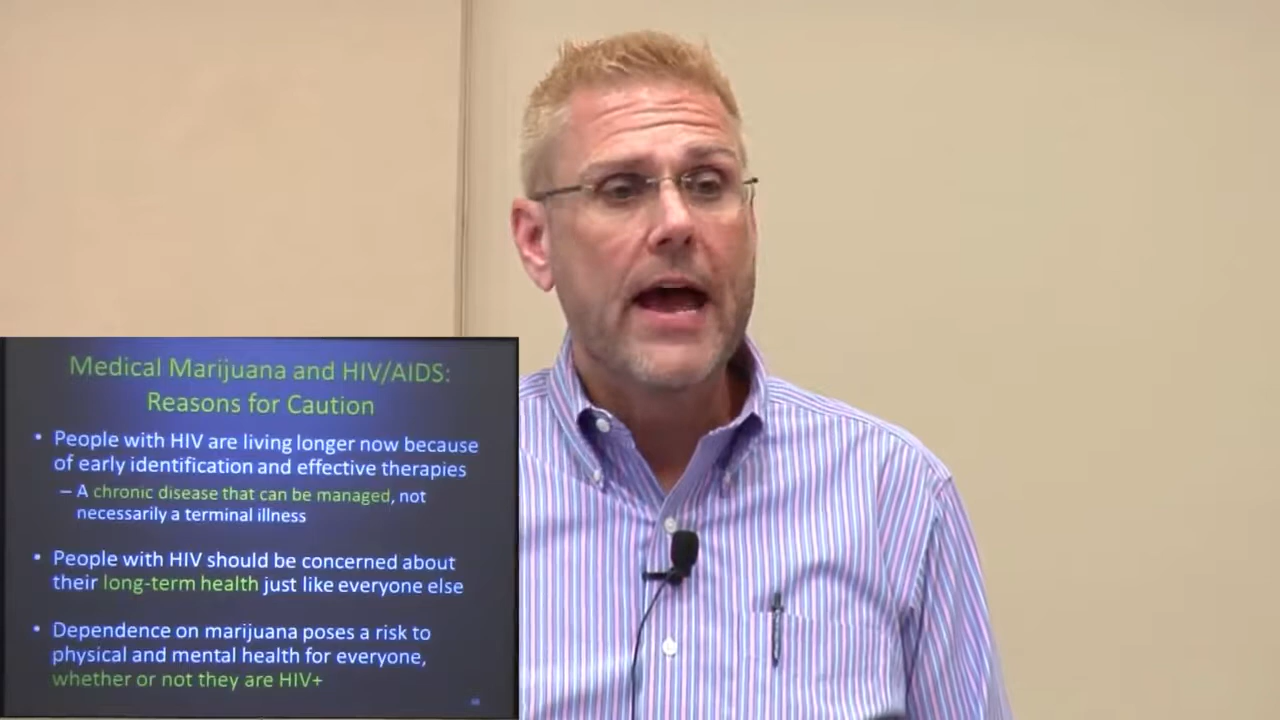 Medical Marijuana and HIV/AIDS:
Reasons for Caution
• People with HIV are living longer now because
of early identification and effective therapies
– A chronic disease that can be managed, not
necessarily a terminal illness
• People with HIV should be concerned about
their long-term health just like everyone else
• Dependence on marijuana poses a risk to
physical and mental health for everyone,
whether or not they are HIV+